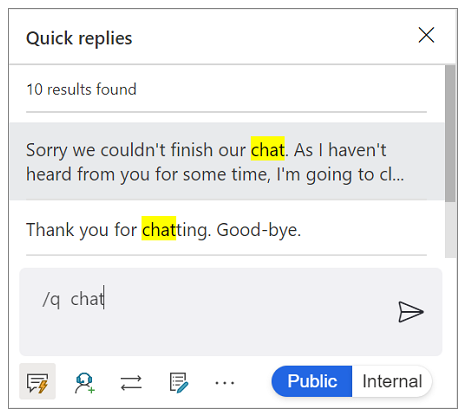 Quick replies
10 results found
Sorry we couldn't finish our chat. As I haven't
heard from you for some time, I'm going to cl...
Thank you for chatting. Good-bye.
/q chat
Public Internal